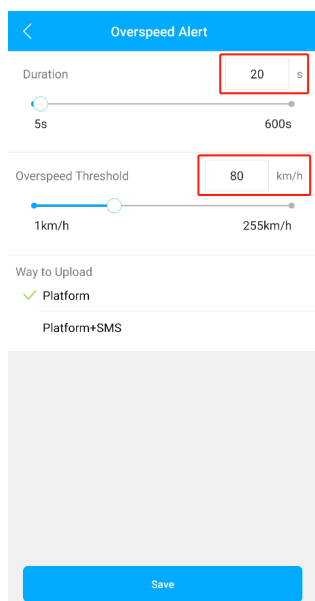 Overspeed Alert
Duration 20 s
5s 600s
Overspeed Threshold 80 km/h
1km/h 255km/h
Way to Upload
Platform
Platform+SMS
Save